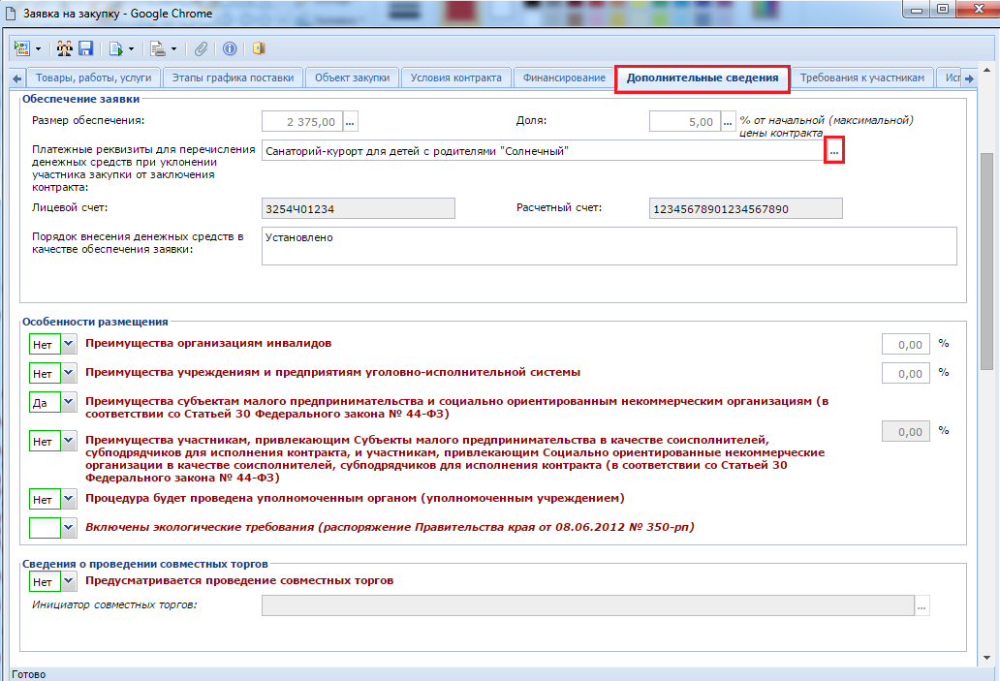 Заявка на закупку - Google Chrome
Товары, работы, услуги
Этапы графика поставки
Объект закупки
Условия контракта
Финансирование
Дополнительные сведения
Требования к участникам
Исп
Обеспечение заявки
Размер обеспечения:
2 375,00
...
Доля:
5,00
...
% от начальной (максимальной)
цены контракта
Платежные реквизиты для перечисления
денежных средств при уклонении
участника закупки от заключения
контракта:
Санаторий-курорт для детей с родителями "Солнечный"
...
Лицевой счет:
3254Ч01234
Расчетный счет:
12345678901234567890
Порядок внесения денежных средств в
качестве обеспечения заявки:
Установлено
Особенности размещения
Нет
Преимущества организациям инвалидов
0,00
%
Нет
Преимущества учреждениям и предприятиям уголовно-исполнительной системы
0,00
%
Да
Преимущества субъектам малого предпринимательства и социально ориентированным некоммерческим организациям (в
соответствии со Статьей 30 Федерального закона № 44-ФЗ)
Нет
Преимущества участникам, привлекающим Субъекты малого предпринимательства в качестве соисполнителей,
субподрядчиков для исполнения контракта, и участникам, привлекающим Социально ориентированные некоммерческие
организации в качестве соисполнителей, субподрядчиков для исполнения контракта (в соответствии со Статьей 30
Федерального закона № 44-ФЗ)
0,00
%
Нет
Процедура будет проведена уполномоченным органом (уполномоченным учреждением)
Включены экологические требования (распоряжение Правительства края от 08.06.2012 № 350-рп)
Сведения о проведении совместных торгов
Нет
Предусматривается проведение совместных торгов
Инициатор совместных торгов:
...
Готово